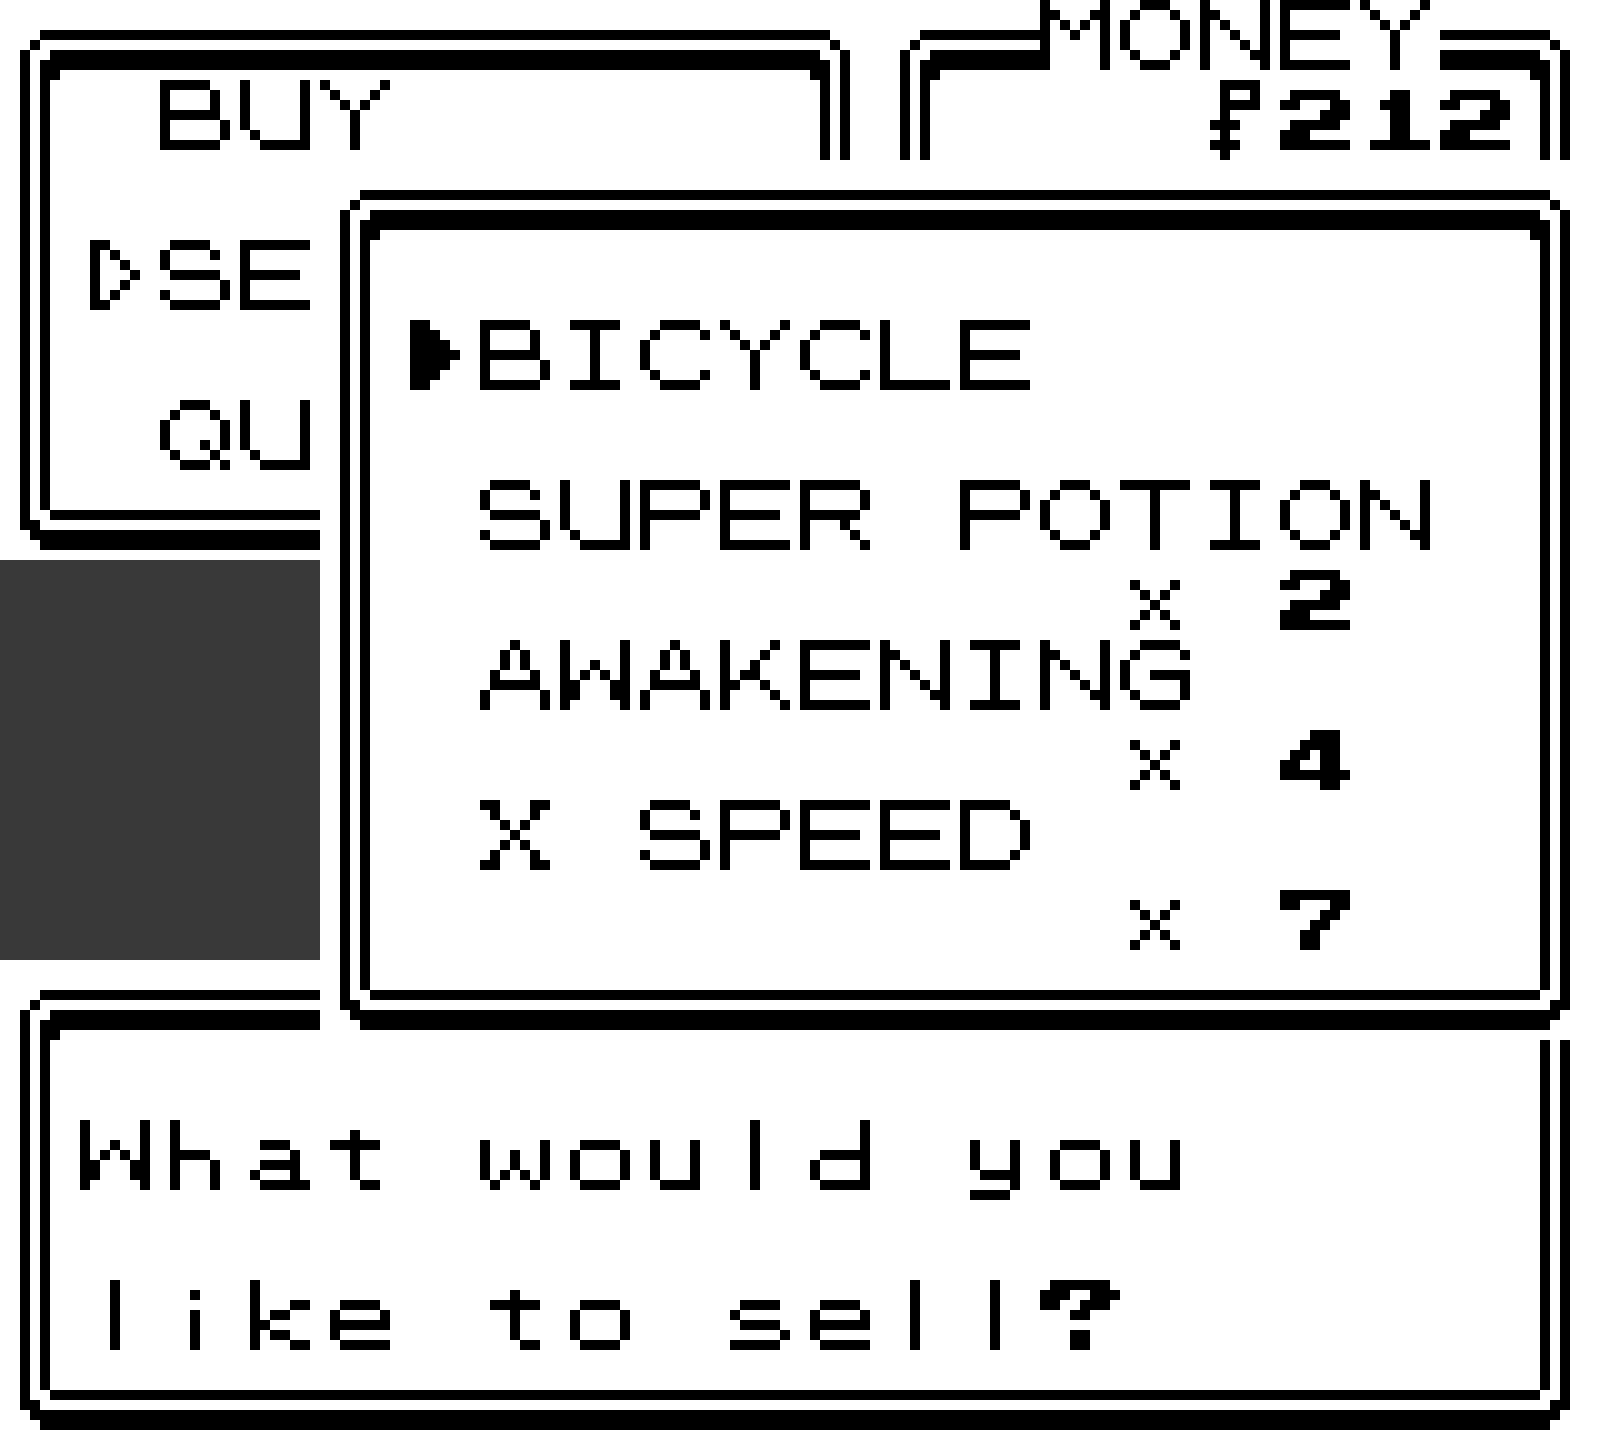 MONEY
BUY
₽212
▷SE
▶BICYCLE
QU
SUPER POTION
× 2
AWAKENING
× 4
X SPEED
× 7
What would you
like to sell?